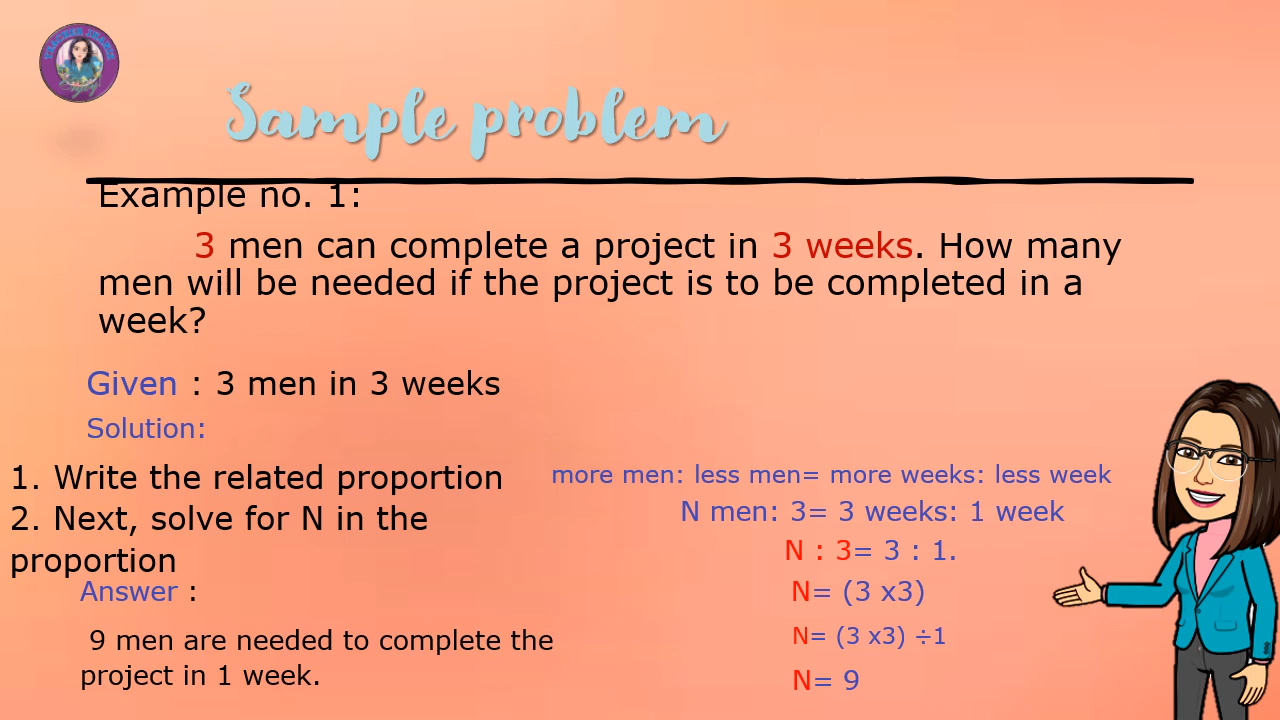 Sample problem
Example no. 1:
3 men can complete a project in 3 weeks. How many
men will be needed if the project is to be completed in a
week?
Given : 3 men in 3 weeks
Solution:
1. Write the related proportion
2. Next, solve for N in the
proportion
more men: less men= more weeks: less week
N men: 3= 3 weeks: 1 week
N : 3= 3 : 1.
N= (3 x3)
N= (3 x3) ÷1
N= 9
Answer :
9 men are needed to complete the
project in 1 week.